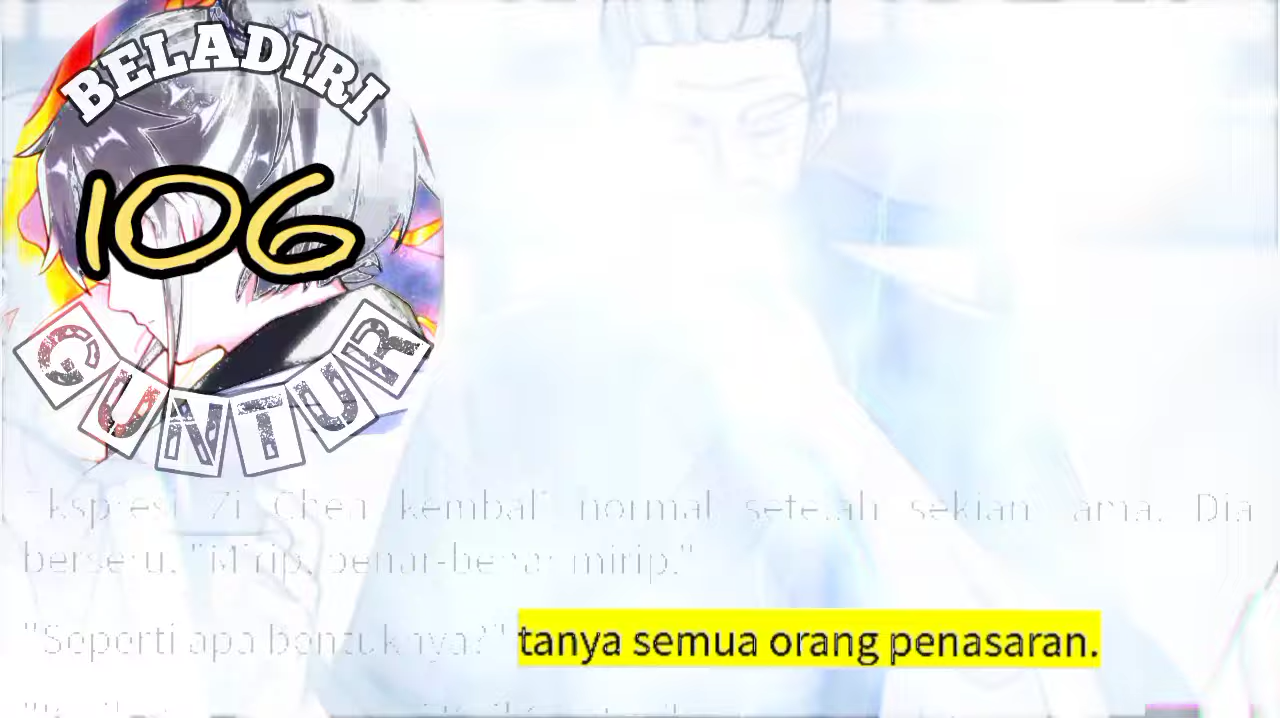 BELADIRI
106
GUNTUR
Ekspresi Zi Chen kembali normal setelah sekian lama. Dia
berseru, "Mirip, benar-benar mirip."
"Seperti apa bentuknya?" tanya semua orang penasaran.